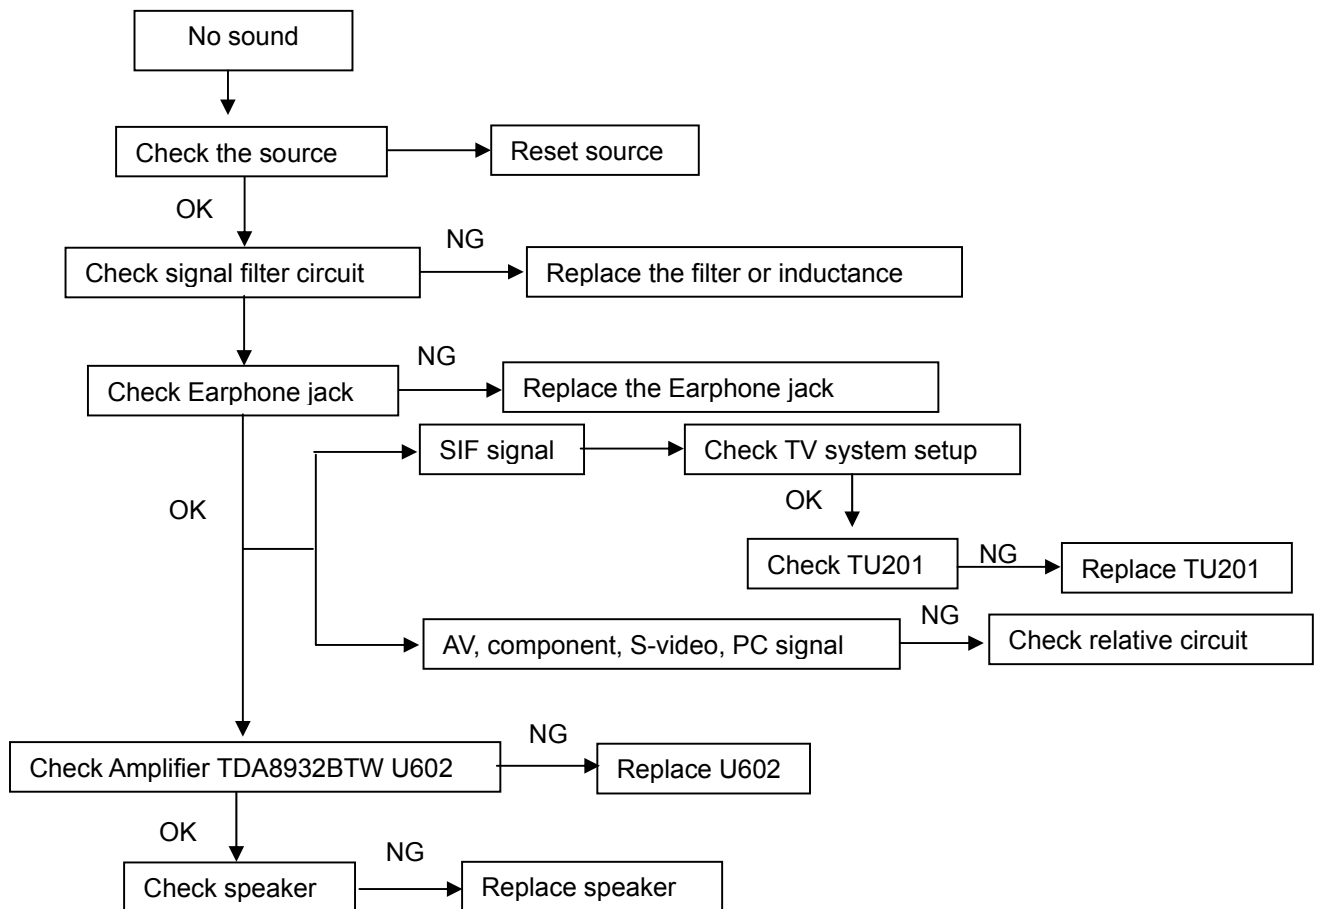 No sound
Check the source
Reset source
OK
NG
Check signal filter circuit
Replace the filter or inductance
NG
Check Earphone jack
Replace the Earphone jack
SIF signal
Check TV system setup
OK
OK
Check TU201
NG
Replace TU201
NG
AV, component, S-video, PC signal
Check relative circuit
NG
Check Amplifier TDA8932BTW U602
Replace U602
OK
NG
Check speaker
Replace speaker